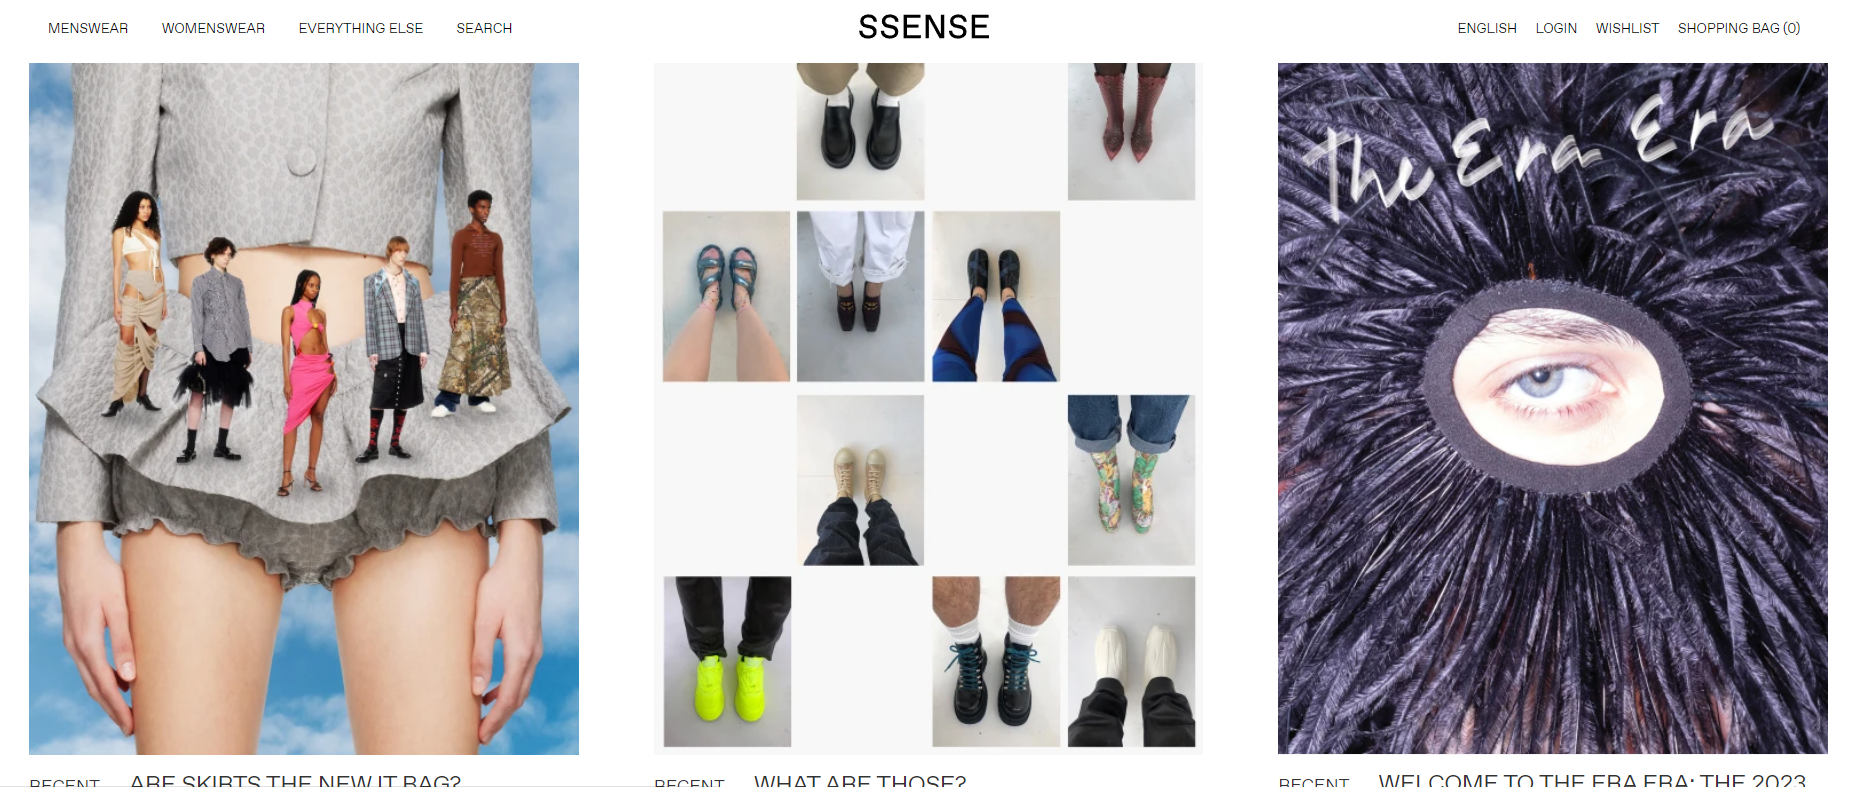 MENSWEAR WOMENSWEAR EVERYTHING ELSE SEARCH SSENSE ENGLISH LOGIN WISHLIST SHOPPING BAG (0)
The Era Era
RECENT ARE SKIRTS THE NEW IT BAG?
RECENT WHAT ARE THOSE?
RECENT WELCOME TO THE ERA ERA: THE 2023